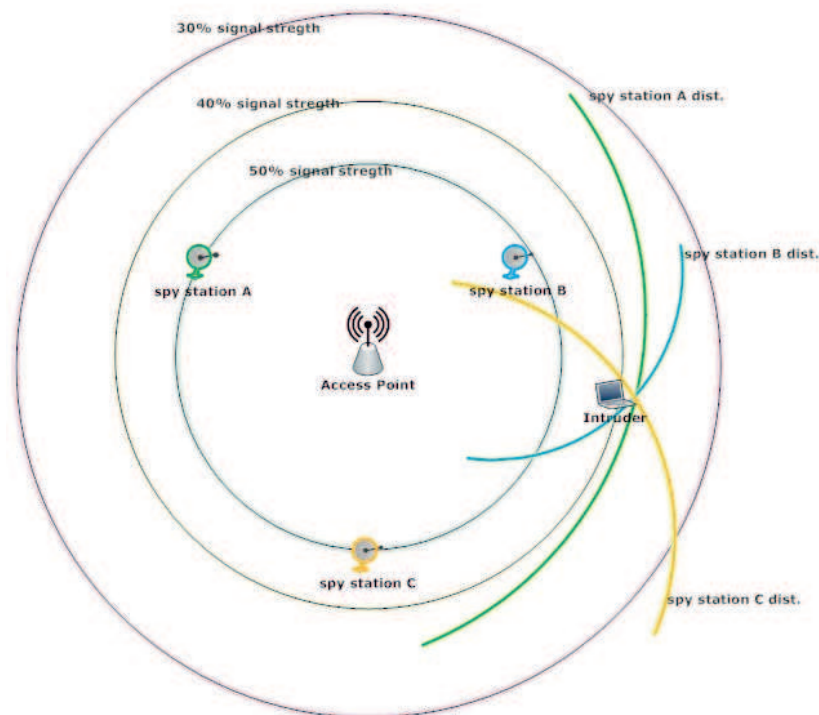 30% signal stregth
spy station A dist.
40% signal stregth
50% signal stregth
spy station B dist.
spy station A
spy station B
Access Point
Intruder
spy station C
spy station C dist.